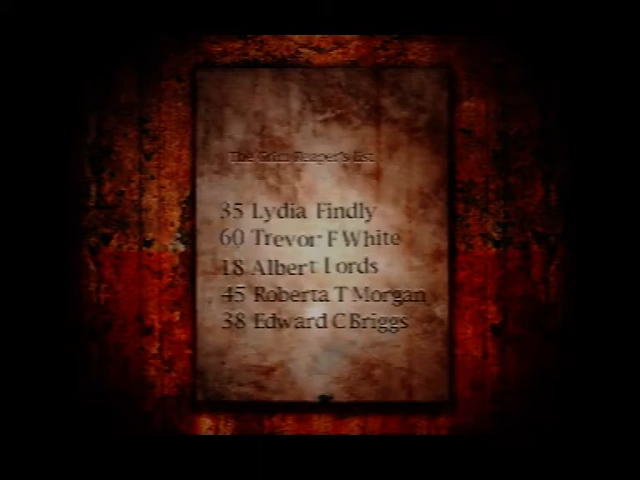 The Grim Reaper's list
35 Lydia Findly
60 Trevor F White
18 Albert Lords
45 Roberta T Morgan
38 Edward C Briggs